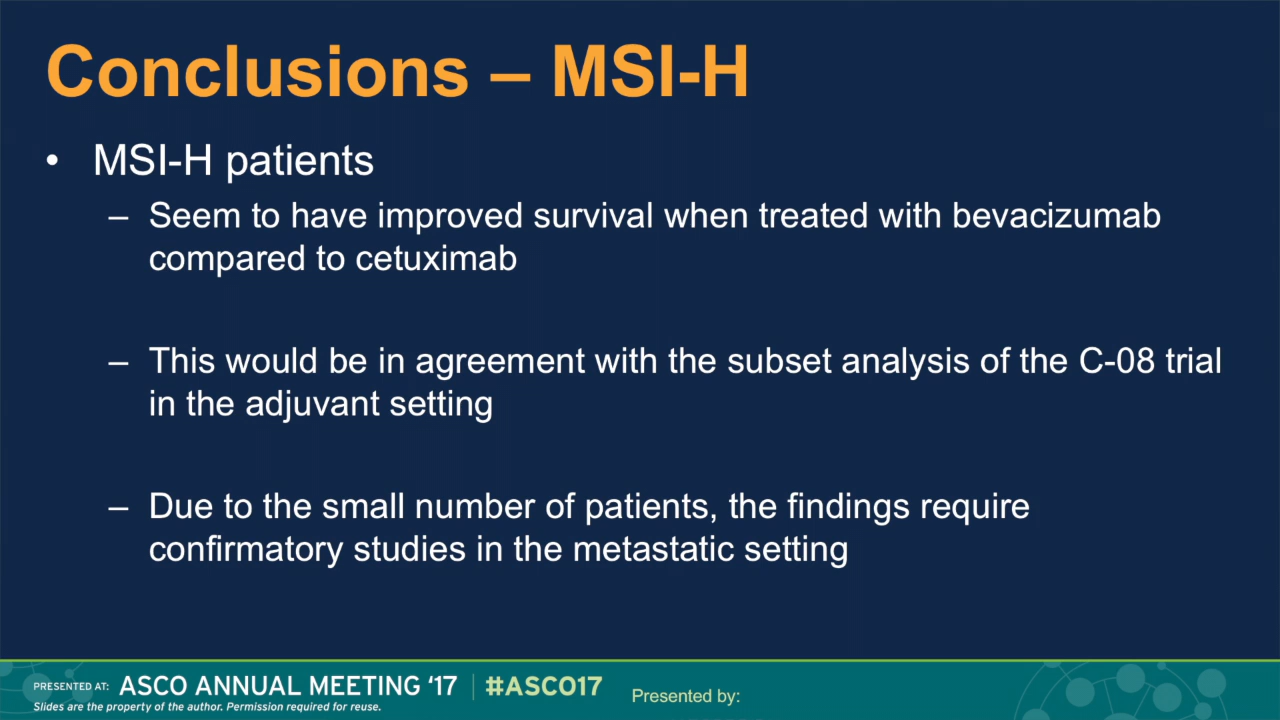 Conclusions – MSI-H
• MSI-H patients
– Seem to have improved survival when treated with bevacizumab
compared to cetuximab
– This would be in agreement with the subset analysis of the C-08 trial
in the adjuvant setting
– Due to the small number of patients, the findings require
confirmatory studies in the metastatic setting
PRESENTED AT: ASCO ANNUAL MEETING ‘17 | #ASCO17
Slides are the property of the author. Permission required for reuse.
Presented by: